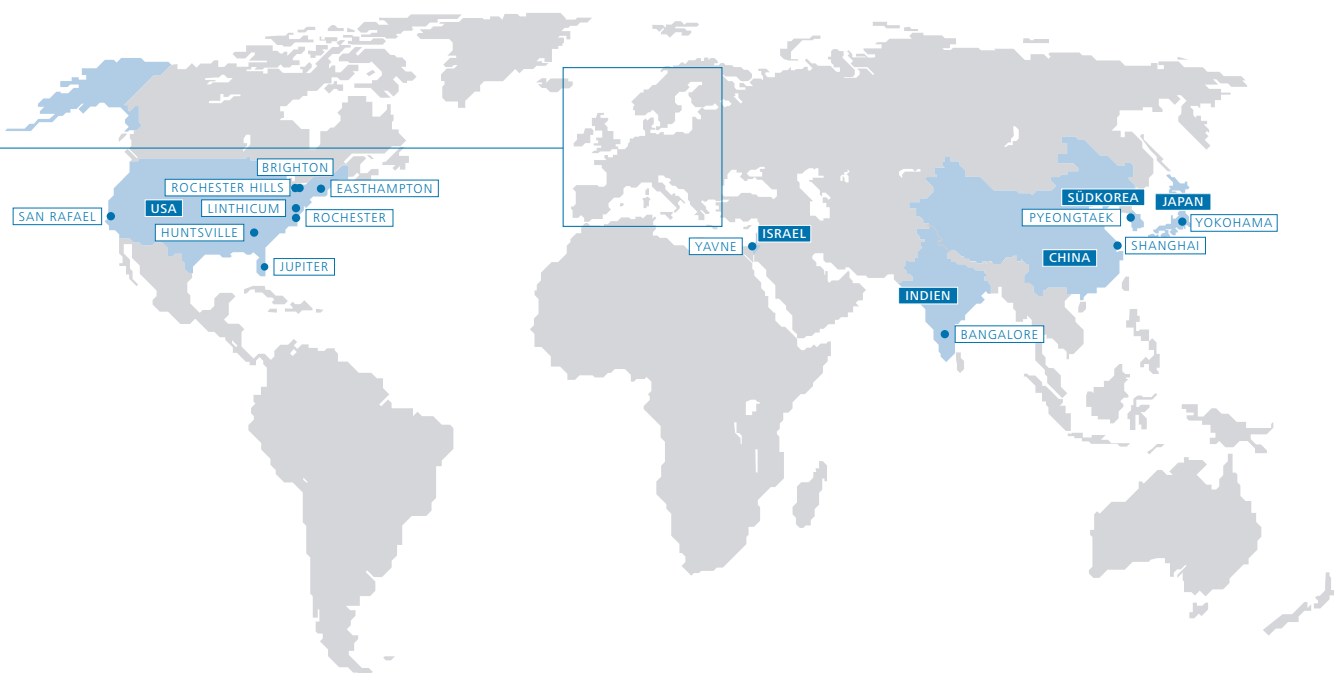 BRIGHTON
ROCHESTER HILLS
EASTHAMPTON
SAN RAFAEL
USA
LINTHICUM
ROCHESTER
HUNTSVILLE
JUPITER
ISRAEL
YAVNE
SÜDKOREA
JAPAN
PYEONGTAEK
YOKOHAMA
SHANGHAI
CHINA
INDIEN
BANGALORE